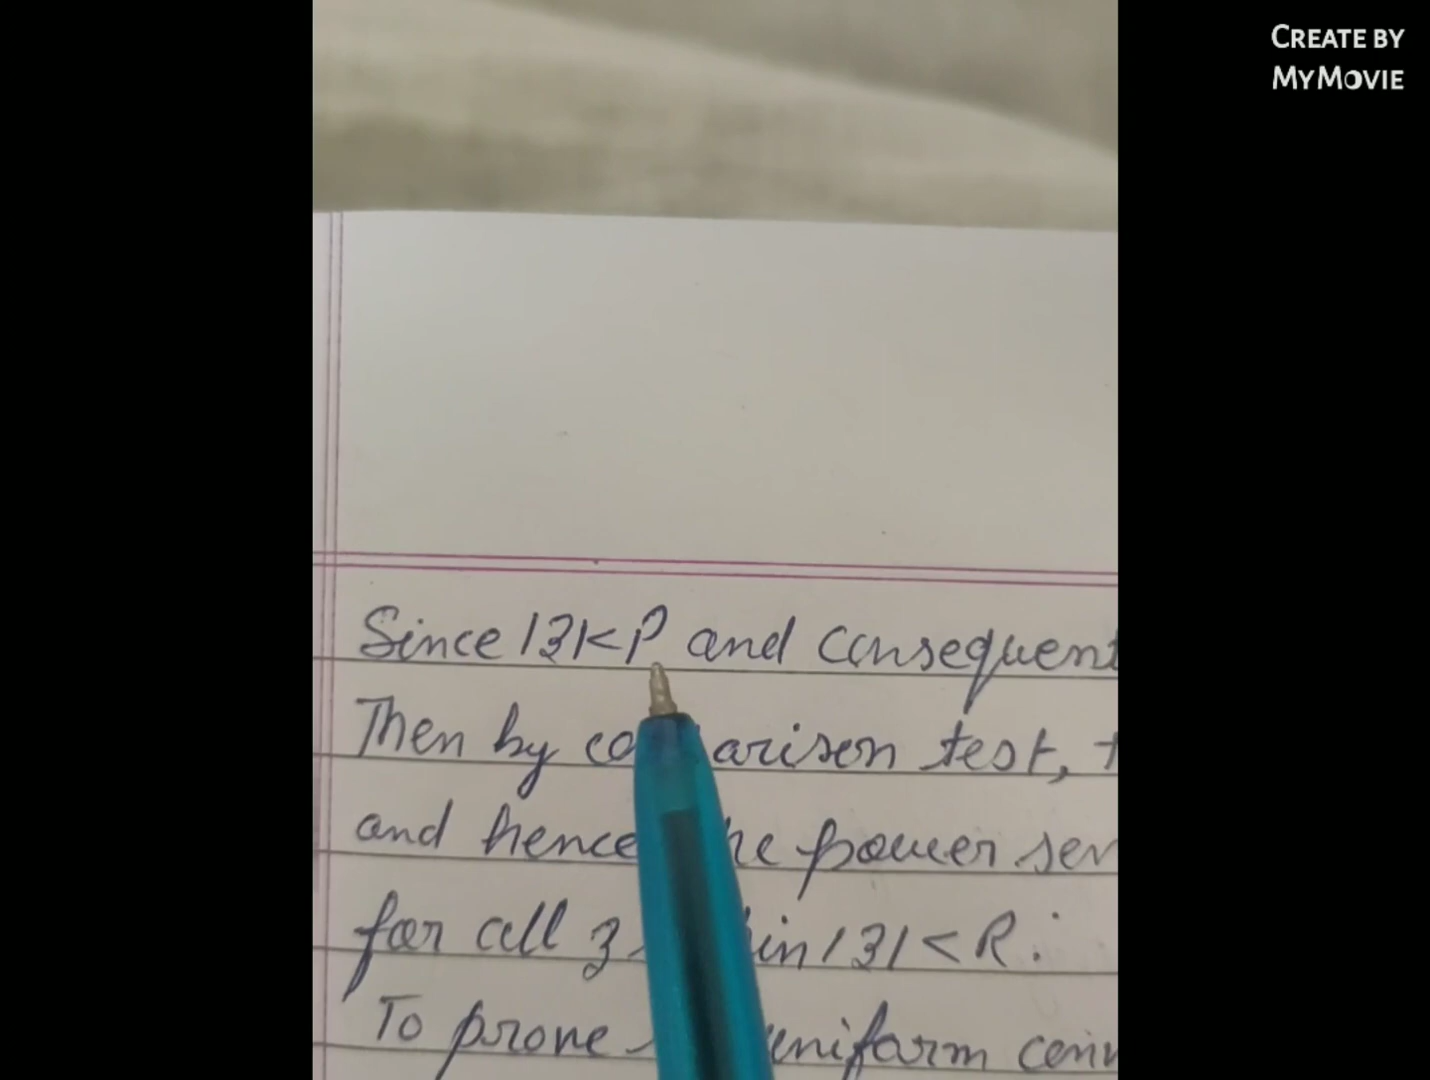 CREATE BY
MYMOVIE
Since |z|<ρ and consequent
Then by co arison test, t
and hence he power ser
for all z in |z|<R.
To prove uniform conv